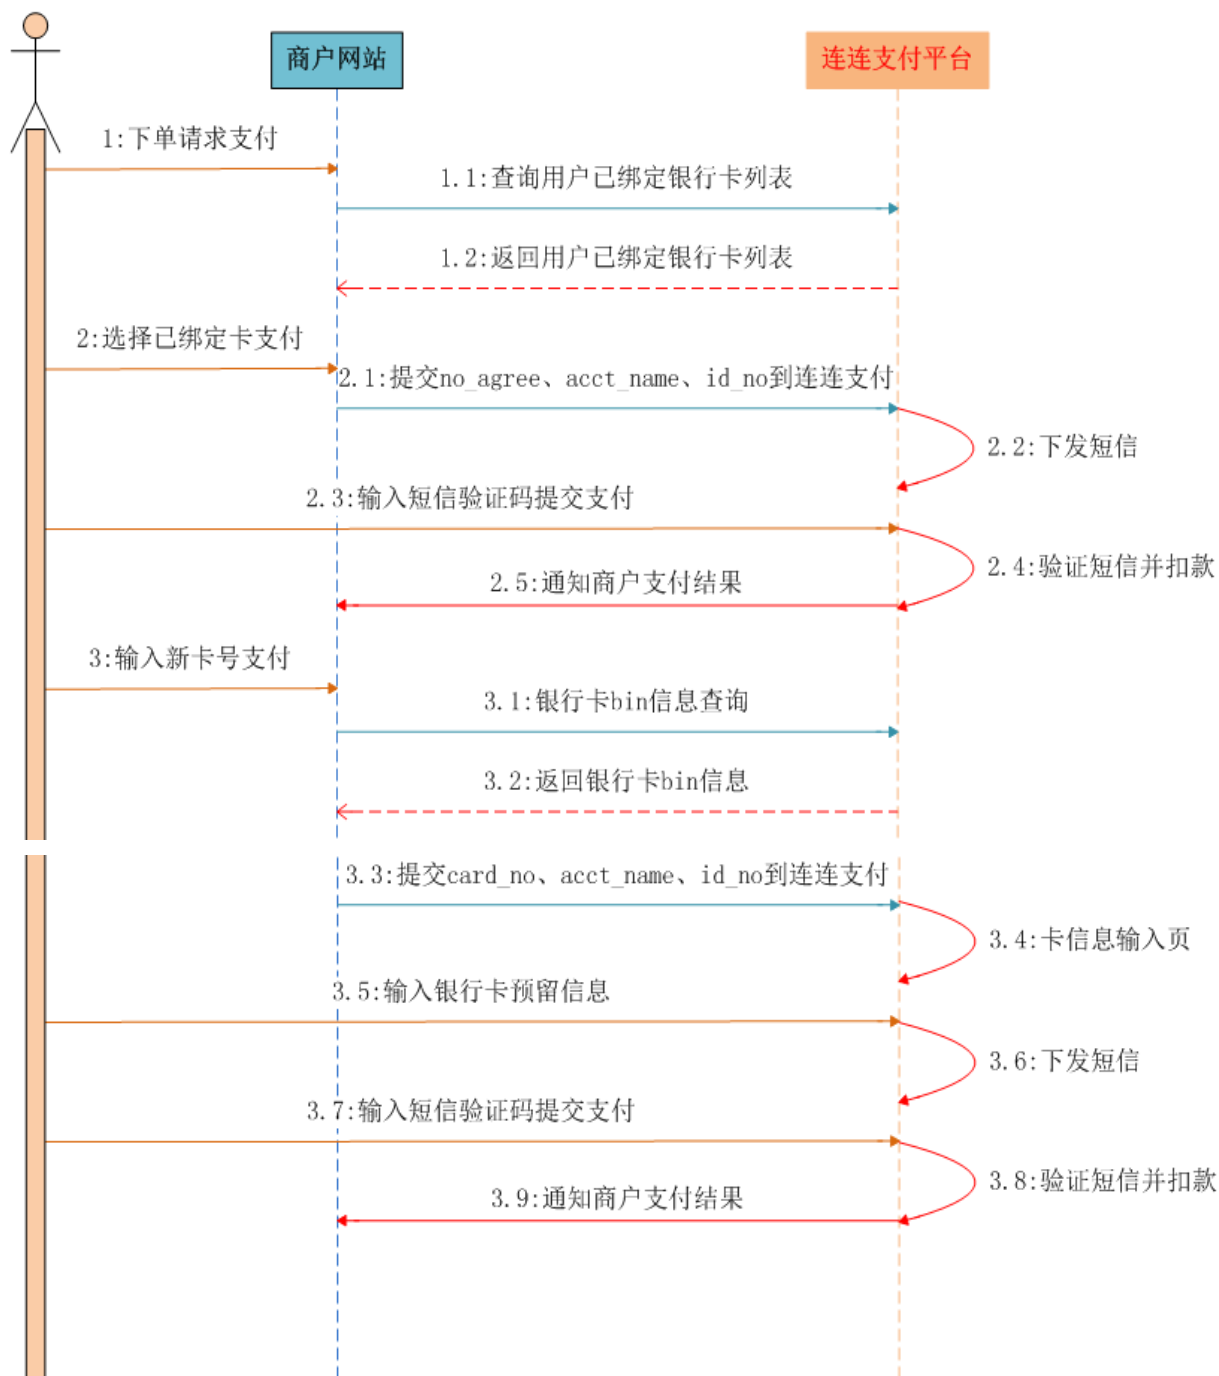 商户网站
连连支付平台
1:下单请求支付
1.1:查询用户已绑定银行卡列表
1.2:返回用户已绑定银行卡列表
2:选择已绑定卡支付
2.1:提交no_agree、acct_name、id_no到连连支付
2.2:下发短信
2.3:输入短信验证码提交支付
2.4:验证短信并扣款
2.5:通知商户支付结果
3:输入新卡号支付
3.1:银行卡bin信息查询
3.2:返回银行卡bin信息
3.3:提交card_no、acct_name、id_no到连连支付
3.4:卡信息输入页
3.5:输入银行卡预留信息
3.6:下发短信
3.7:输入短信验证码提交支付
3.8:验证短信并扣款
3.9:通知商户支付结果